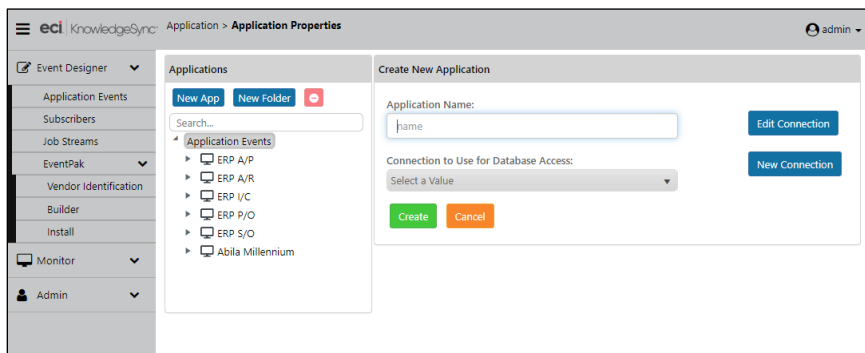 eci KnowledgeSync
Application > Application Properties
admin
Event Designer
Application Events
Subscribers
Job Streams
EventPak
Vendor Identification
Builder
Install
Monitor
Admin
Applications
New App New Folder
Search...
Application Events
ERP A/P
ERP A/R
ERP I/C
ERP P/O
ERP S/O
Abila Millennium
Create New Application
Application Name:
name
Edit Connection
Connection to Use for Database Access:
New Connection
Select a Value
Create Cancel